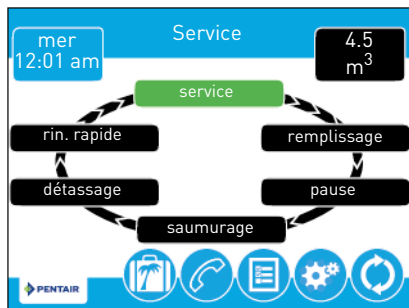 Service
mer
12:01 am
4.5
m³
service
rin. rapide
remplissage
détassage
pause
saumurage
PENTAIR